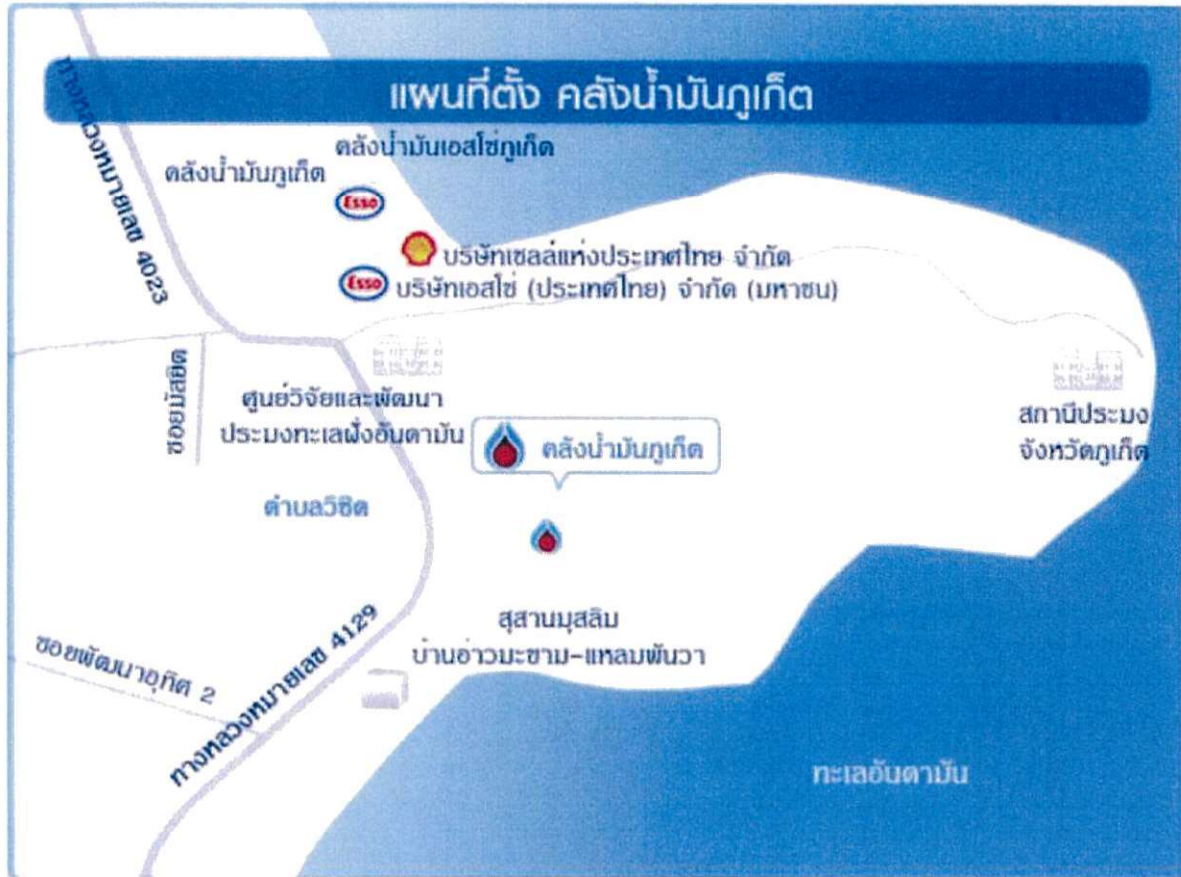 แผนที่ตั้ง คลังน้ำมันภูเก็ต
คลังน้ำมันเอสโซ่ภูเก็ต
คลังน้ำมันภูเก็ต
Esso
ทางหลวงหมายเลข 4023
บริษัทเชลล์แห่งประเทศไทย จำกัด
Esso
บริษัทเอสโซ่ (ประเทศไทย) จำกัด (มหาชน)
ซอยมัสยิด
ศูนย์วิจัยและพัฒนา
ประมงทะเลฝั่งอันดามัน
สถานีประมง
จังหวัดภูเก็ต
คลังน้ำมันภูเก็ต
ตำบลวิชิต
สุสานมุสลิม
บ้านอ่าวมะขาม-แหลมพันวา
ซอยพัฒนาอุทิศ 2
ทางหลวงหมายเลข 4129
ทะเลอันดามัน